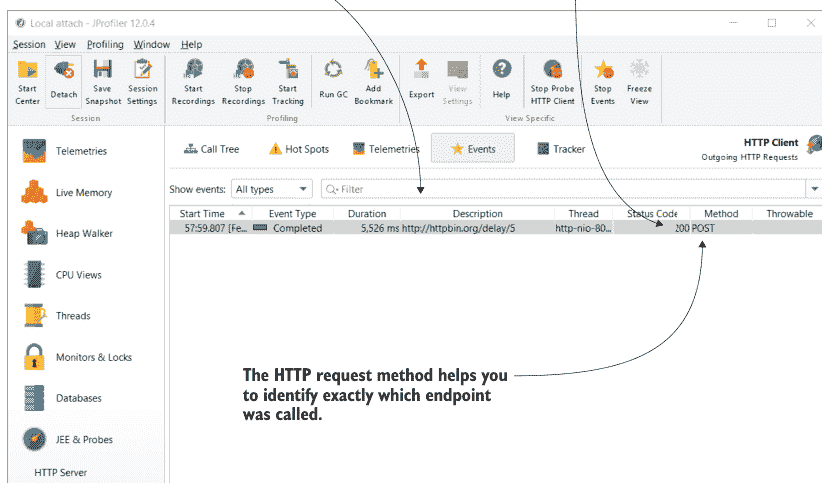 Local attach - JProfiler 12.0.4
Session View Profiling Window Help
Start Center
Detach
Save Snapshot
Session Settings
Start Recordings
Stop Recordings
Start Tracking
Run GC
Add Bookmark
Export
View Settings
Help
Stop Probe HTTP Client
Stop Events
Freeze View
Session
Profiling
View Specific
Telemetries
Live Memory
Heap Walker
CPU Views
Threads
Monitors & Locks
Databases
JEE & Probes
HTTP Server
Call Tree Hot Spots Telemetries Events Tracker
HTTP Client
Outgoing HTTP Requests
Show events: All types Filter
Start Time Event Type Duration Description Thread Status Code Method Throwable
57:59.807 [Fe... Completed 5,526 ms http://httpbin.org/delay/5 http-nio-80... 200 POST
The HTTP request method helps you
to identify exactly which endpoint
was called.